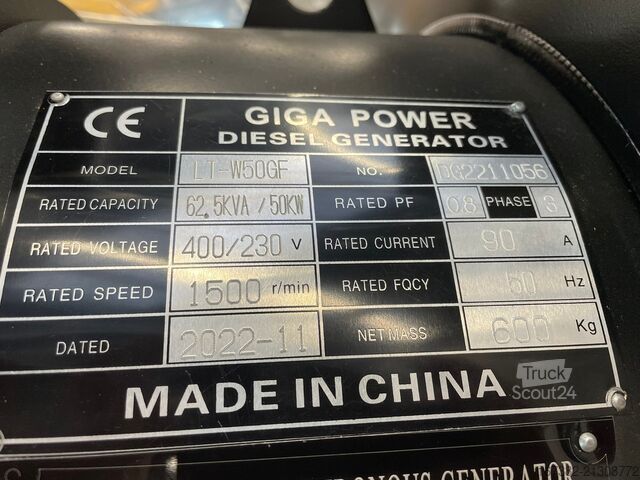 CE GIGA POWER
DIESEL GENERATOR
MODEL LT-W50GF NO. DG2211056
RATED CAPACITY 62.5KVA / 50KW RATED PF 0.8 PHASE 3
RATED VOLTAGE 400/230 V RATED CURRENT 90 A
RATED SPEED 1500 r/min RATED FQCY 50 Hz
DATED 2022-11 NET MASS 600 Kg
MADE IN CHINA
Truck
Scout24
GENERATOR